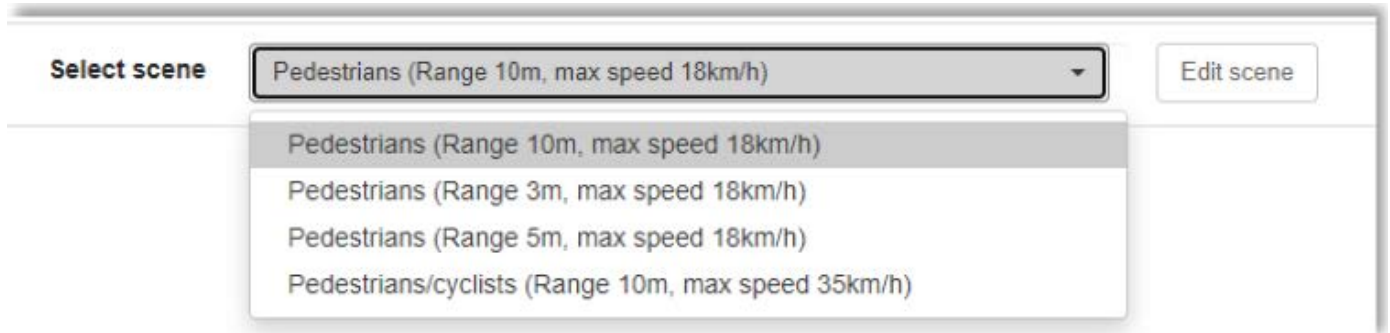 Select scene Pedestrians (Range 10m, max speed 18km/h) Edit scene
Pedestrians (Range 10m, max speed 18km/h)
Pedestrians (Range 3m, max speed 18km/h)
Pedestrians (Range 5m, max speed 18km/h)
Pedestrians/cyclists (Range 10m, max speed 35km/h)